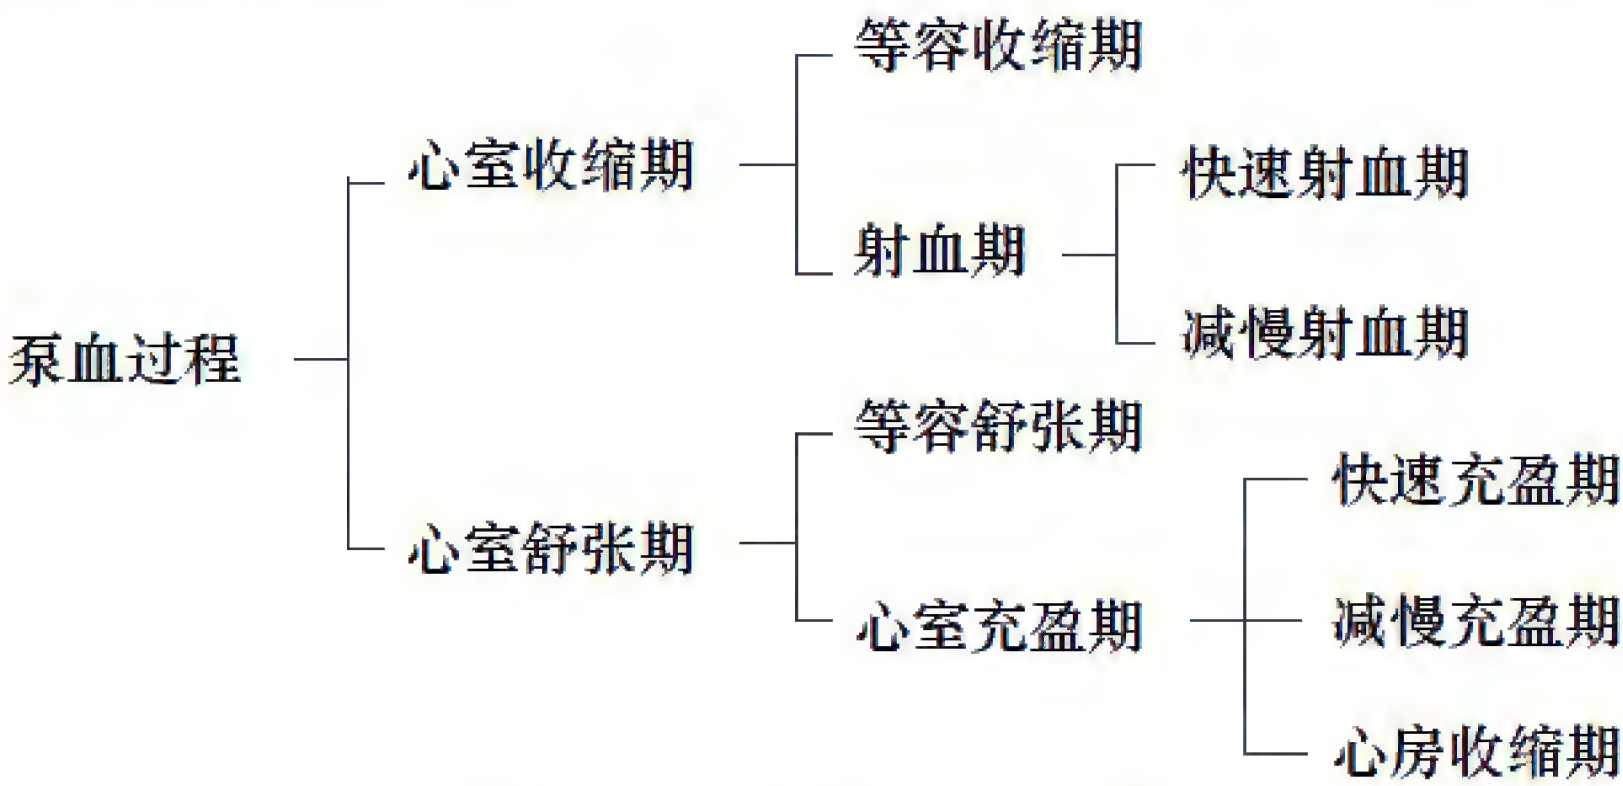 泵血过程
心室收缩期
等容收缩期
射血期
快速射血期
减慢射血期
心室舒张期
等容舒张期
心室充盈期
快速充盈期
减慢充盈期
心房收缩期